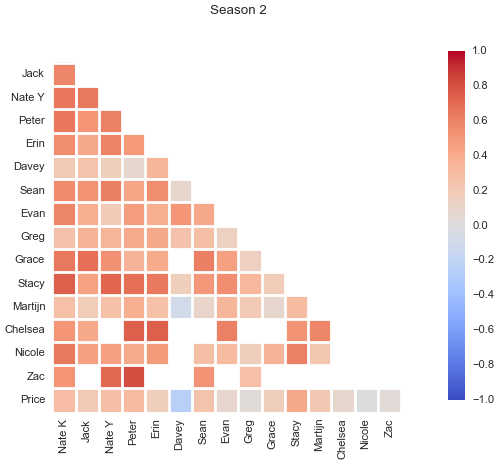 Season 2
Jack
Nate Y
Peter
Erin
Davey
Sean
Evan
Greg
Grace
Stacy
Martijn
Chelsea
Nicole
Zac
Price
Nate K
Jack
Nate Y
Peter
Erin
Davey
Sean
Evan
Greg
Grace
Stacy
Martijn
Chelsea
Nicole
Zac
1.0
0.8
0.6
0.4
0.2
0.0
−0.2
−0.4
−0.6
−0.8
−1.0